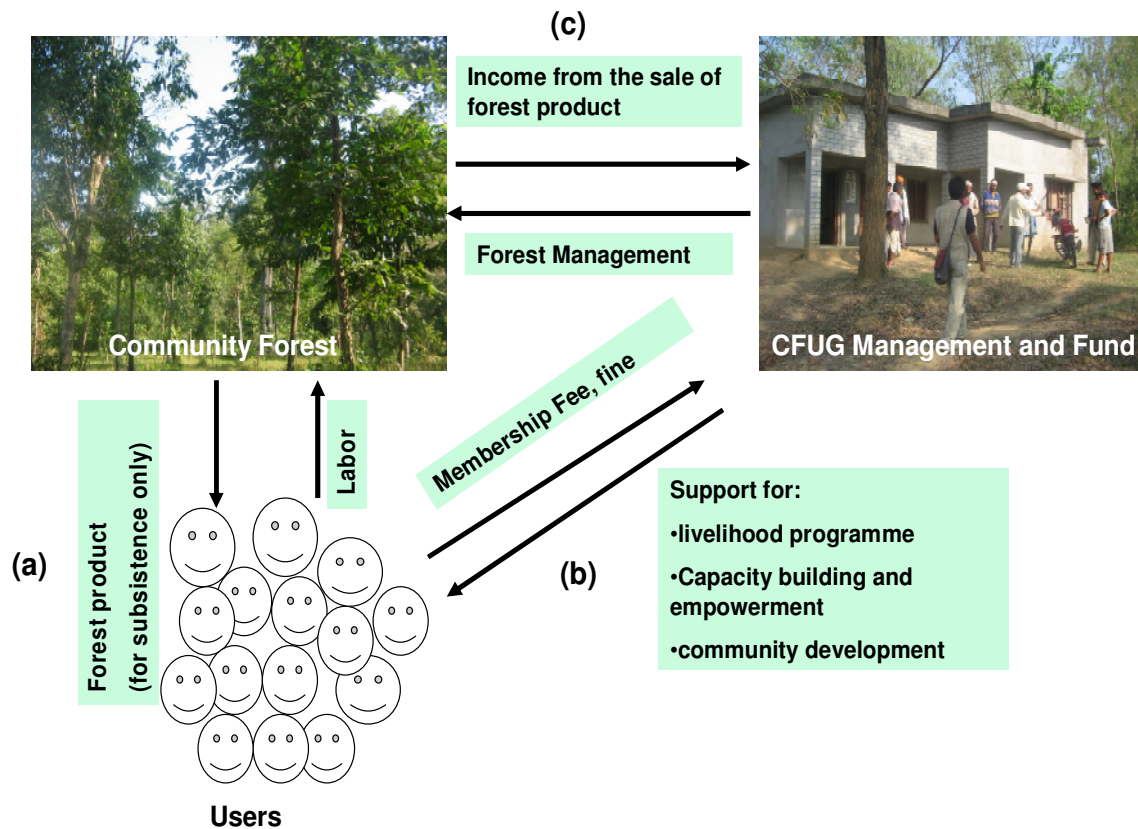 (c)
Income from the sale of
forest product
Forest Management
Community Forest
CFUG Management and Fund
Membership Fee, fine
Labor
Forest product
(for subsistence only)
(a)
(b)
Support for:
•livelihood programme
•Capacity building and
empowerment
•community development
Users